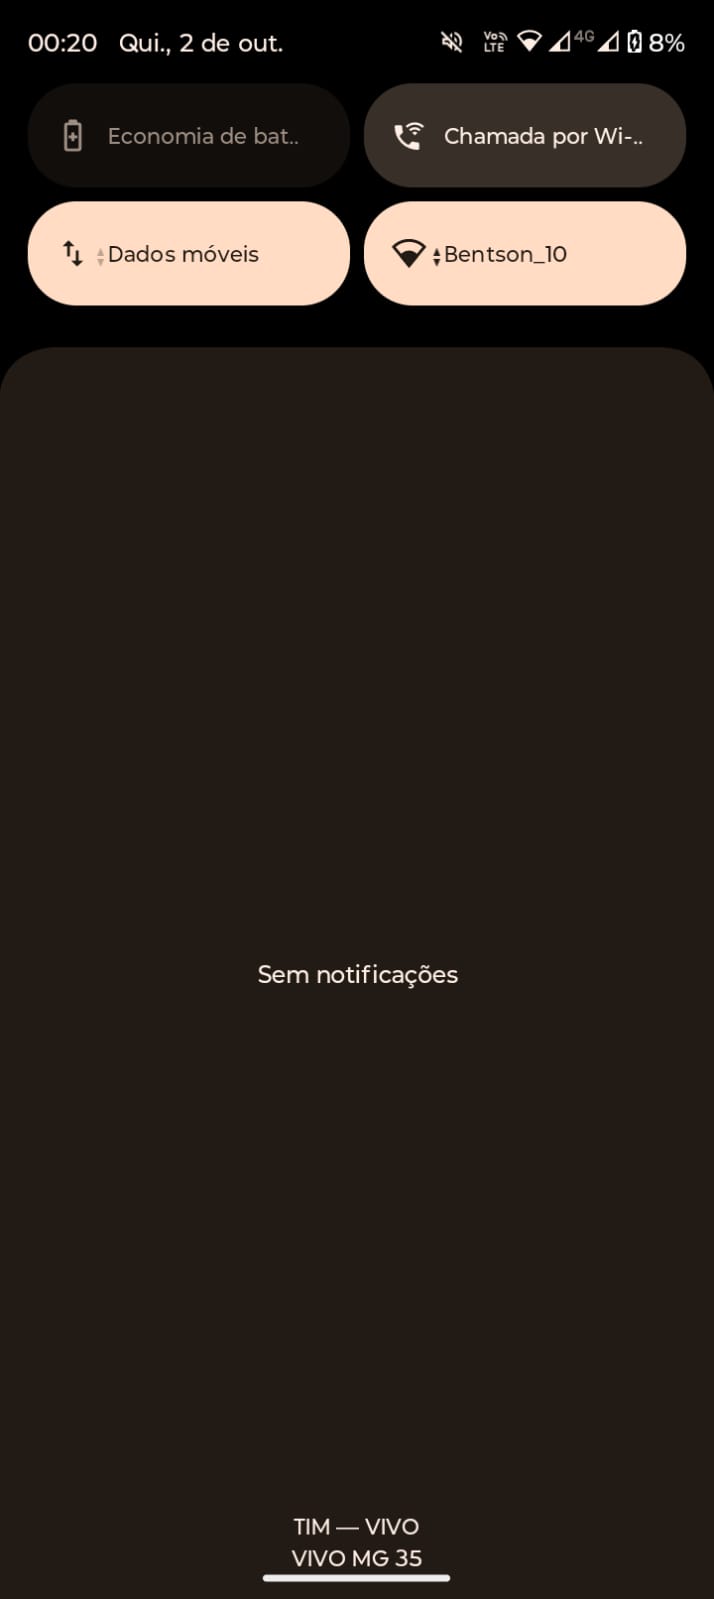 00:20 Qui., 2 de out. Vo LTE 4G 8%
Economia de bat.. Chamada por Wi-..
Dados móveis Bentson_10
Sem notificações
TIM — VIVO
VIVO MG 35